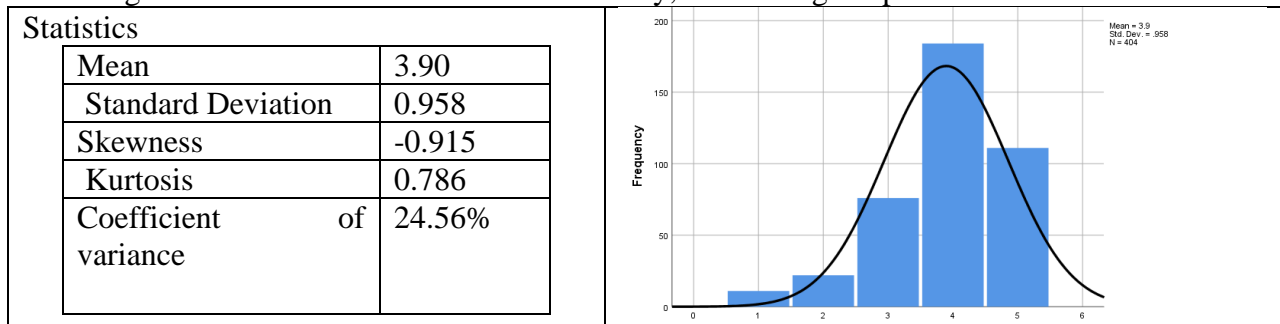 Statistics
Mean 3.90
Standard Deviation 0.958
Skewness -0.915
Kurtosis 0.786
Coefficient of 24.56%
variance
Mean = 3.9
Std. Dev. = .958
N = 404
Frequency
200
150
100
50
0
0 1 2 3 4 5 6